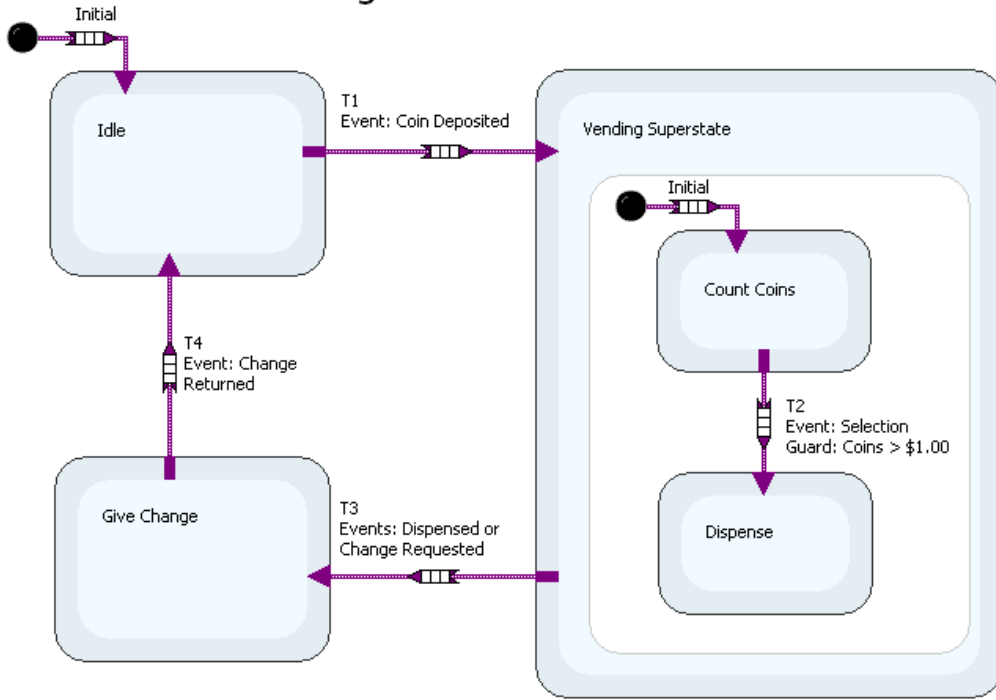 Initial
T1
Event: Coin Deposited
Idle
Vending Superstate
Initial
Count Coins
T4
Event: Change
Returned
T2
Event: Selection
Guard: Coins > $1.00
T3
Events: Dispensed or
Change Requested
Give Change
Dispense